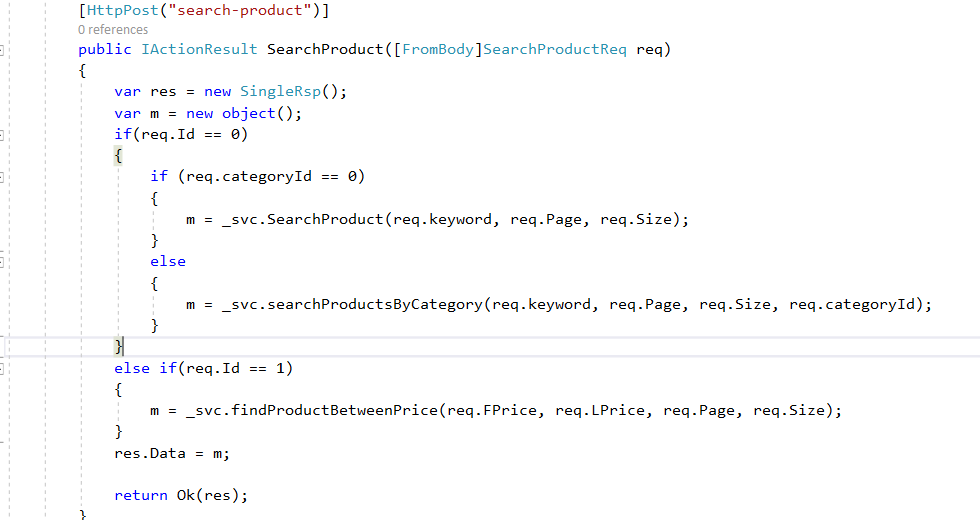 [HttpPost("search-product")]
0 references
public IActionResult SearchProduct([FromBody]SearchProductReq req)
{
var res = new SingleRsp();
var m = new object();
if(req.Id == 0)
{
if (req.categoryId == 0)
{
m = _svc.SearchProduct(req.keyword, req.Page, req.Size);
}
else
{
m = _svc.searchProductsByCategory(req.keyword, req.Page, req.Size, req.categoryId);
}
}
else if(req.Id == 1)
{
m = _svc.findProductBetweenPrice(req.FPrice, req.LPrice, req.Page, req.Size);
}
res.Data = m;
return Ok(res);
}